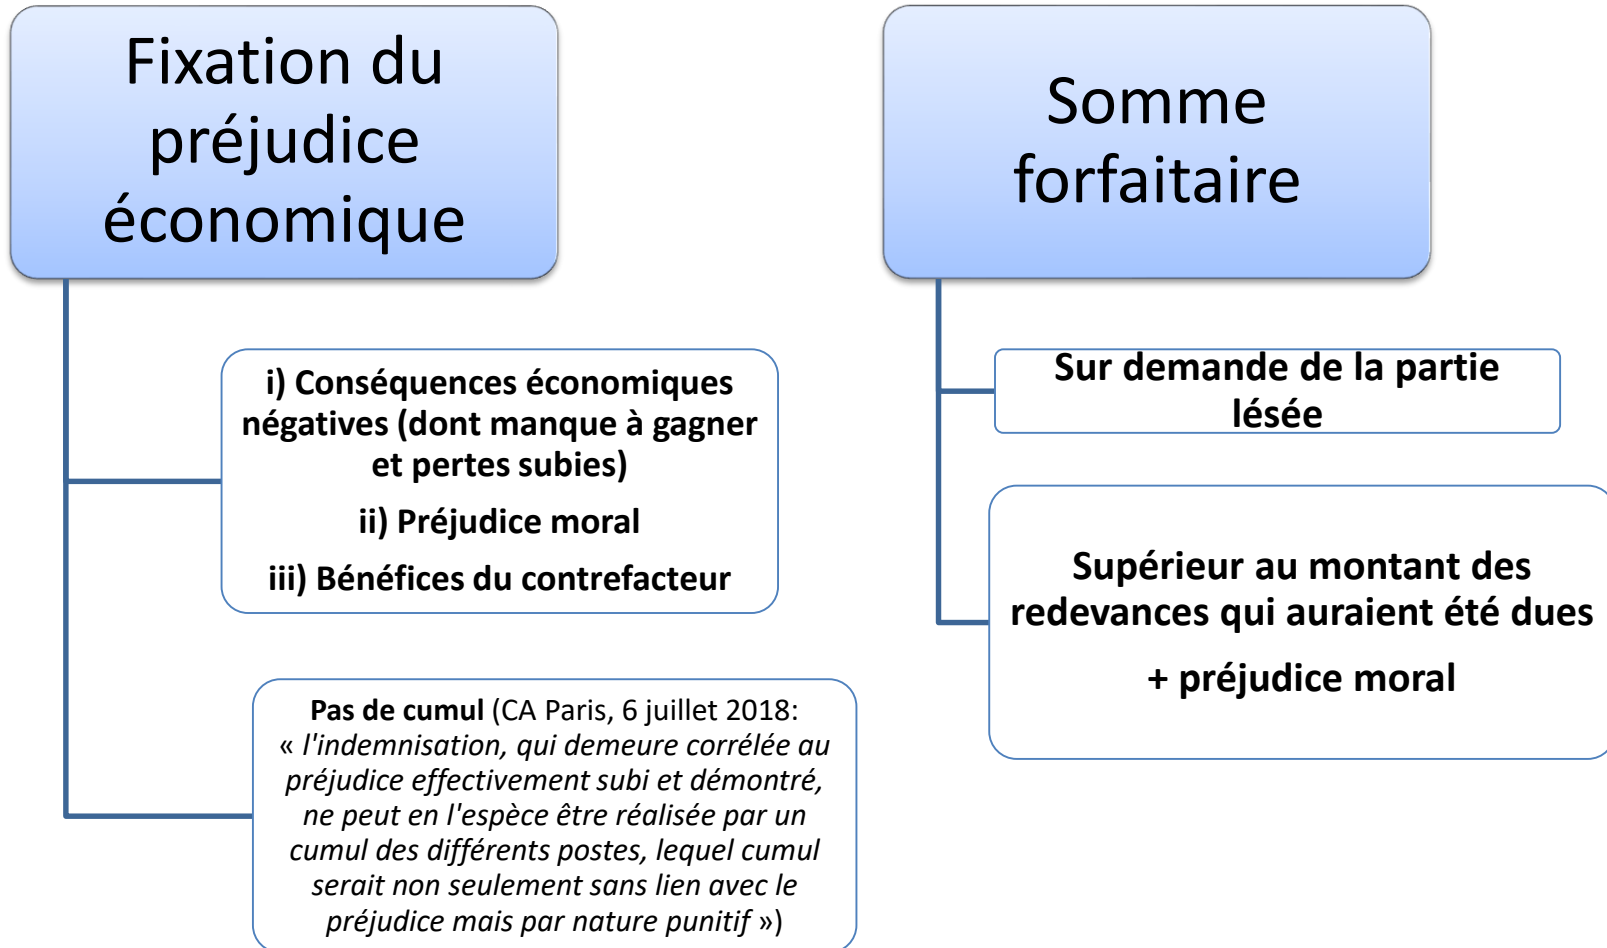 Fixation du
préjudice
économique
i) Conséquences économiques
négatives (dont manque à gagner
et pertes subies)
ii) Préjudice moral
iii) Bénéfices du contrefacteur
Pas de cumul (CA Paris, 6 juillet 2018:
« l'indemnisation, qui demeure corrélée au
préjudice effectivement subi et démontré,
ne peut en l'espèce être réalisée par un
cumul des différents postes, lequel cumul
serait non seulement sans lien avec le
préjudice mais par nature punitif »)
Somme
forfaitaire
Sur demande de la partie
lésée
Supérieur au montant des
redevances qui auraient été dues
+ préjudice moral